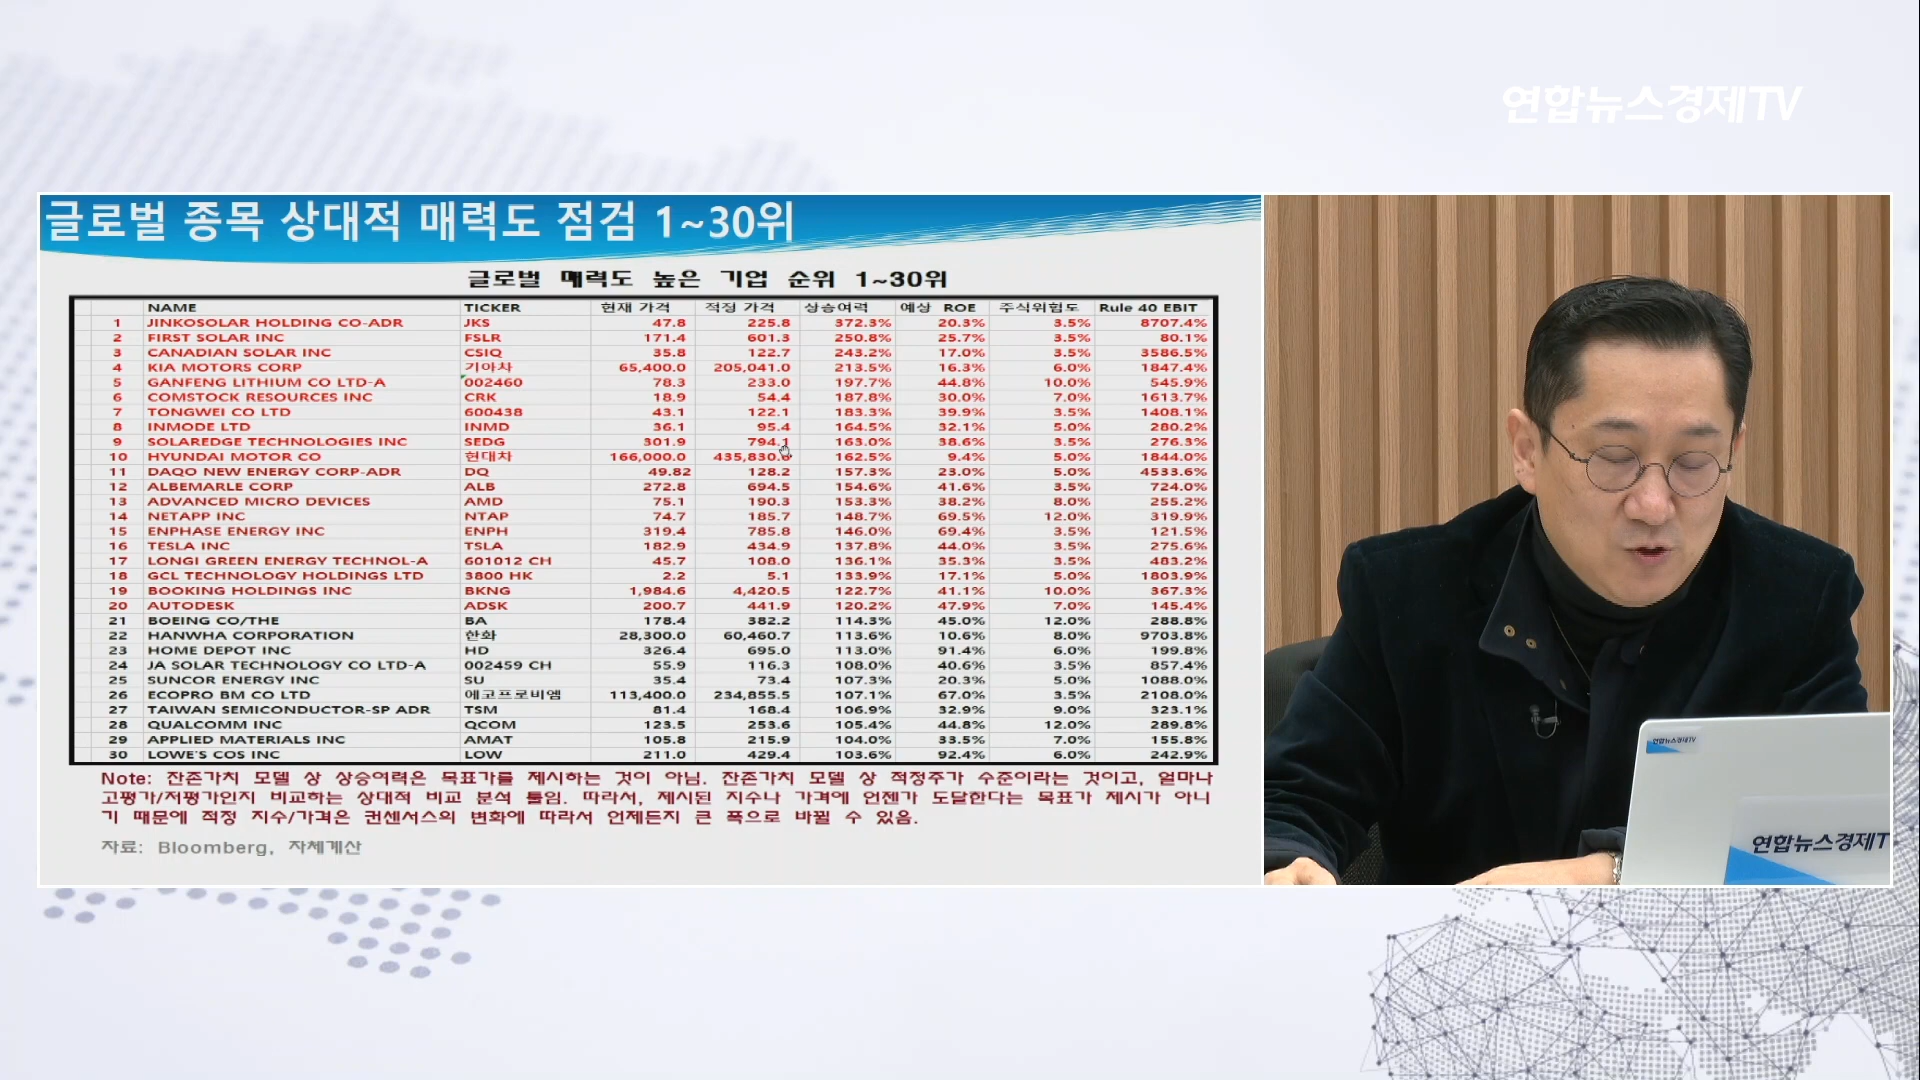 연합뉴스경제TV
글로벌 종목 상대적 매력도 점검 1~30위
글로벌 매력도 높은 기업 순위 1~30위
NAME TICKER 현재 가격 적정 가격 상승여력 예상 ROE 주식위험도 Rule 40 EBIT
1 JINKOSOLAR HOLDING CO-ADR JKS 47.8 225.8 372.3% 20.3% 3.5% 8707.4%
2 FIRST SOLAR INC FSLR 171.4 601.3 250.8% 25.7% 3.5% 80.1%
3 CANADIAN SOLAR INC CSIQ 35.8 122.7 243.2% 17.0% 3.5% 3586.5%
4 KIA MOTORS CORP 기아차 65,400.0 205,041.0 213.5% 16.3% 6.0% 1847.4%
5 GANFENG LITHIUM CO LTD-A 002460 78.3 233.0 197.7% 44.8% 10.0% 545.9%
6 COMSTOCK RESOURCES INC CRK 18.9 54.4 187.8% 30.0% 7.0% 1613.7%
7 TONGWEI CO LTD 600438 43.1 122.1 183.3% 39.9% 3.5% 1408.1%
8 INMODE LTD INMD 36.1 95.4 164.5% 32.1% 5.0% 280.2%
9 SOLAREDGE TECHNOLOGIES INC SEDG 301.9 794.1 163.0% 38.6% 3.5% 276.3%
10 HYUNDAI MOTOR CO 현대차 166,000.0 162.5% 9.4% 5.0% 1844.0%
11 DAQO NEW ENERGY CORP-ADR DQ 49.82 128.2 157.3% 23.0% 5.0% 4533.6%
12 ALBEMARLE CORP ALB 272.8 694.5 154.6% 41.6% 3.5% 724.0%
13 ADVANCED MICRO DEVICES AMD 75.1 190.3 153.3% 38.2% 8.0% 255.2%
14 NETAPP INC NTAP 74.7 185.7 148.7% 69.5% 12.0% 319.9%
15 ENPHASE ENERGY INC ENPH 319.4 785.8 146.0% 69.4% 3.5% 121.5%
16 TESLA INC TSLA 182.9 434.9 137.8% 44.0% 3.5% 275.6%
17 LONGI GREEN ENERGY TECHNOL-A 601012 CH 45.7 108.0 136.1% 35.3% 3.5% 483.2%
18 GCL TECHNOLOGY HOLDINGS LTD 3800 HK 2.2 5.1 133.9% 17.1% 5.0% 1803.9%
19 BOOKING HOLDINGS INC BKNG 1,984.6 4,420.5 122.7% 41.1% 10.0% 367.3%
20 AUTODESK ADSK 200.7 441.9 120.2% 47.9% 7.0% 145.4%
21 BOEING CO/THE BA 178.4 382.2 114.3% 45.0% 12.0% 288.8%
22 HANWHA CORPORATION 한화 28,300.0 60,460.7 113.6% 10.6% 8.0% 9703.8%
23 HOME DEPOT INC HD 326.4 695.0 113.0% 91.4% 6.0% 199.8%
24 JA SOLAR TECHNOLOGY CO LTD-A 002459 CH 55.9 116.3 108.0% 40.6% 3.5% 857.4%
25 SUNCOR ENERGY INC SU 35.4 73.4 107.3% 20.3% 5.0% 1088.0%
26 ECOPRO BM CO LTD 에코프로비엠 113,400.0 234,855.5 107.1% 67.0% 3.5% 2108.0%
27 TAIWAN SEMICONDUCTOR-SP ADR TSM 81.4 168.4 106.9% 32.9% 9.0% 323.1%
28 QUALCOMM INC QCOM 123.5 253.6 105.4% 44.8% 12.0% 289.8%
29 APPLIED MATERIALS INC AMAT 105.8 215.9 104.0% 33.5% 7.0% 155.8%
30 LOWE'S COS INC LOW 211.0 429.4 103.6% 92.4% 6.0% 242.9%
Note: 잔존가치 모델 상 상승여력은 목표가를 제시하는 것이 아님. 잔존가치 모델 상 적정주가 수준이라는 것이고, 얼마나
고평가/저평가인지 비교하는 상대적 비교 분석 툴임. 따라서, 제시된 지수나 가격에 언젠가 도달한다는 목표가 제시가 아니
기 때문에 적정 지수/가격은 컨센서스의 변화에 따라서 언제든지 큰 폭으로 바뀔 수 있음.
자료: Bloomberg, 자체계산
연합뉴스경제TV
연합뉴스경제T